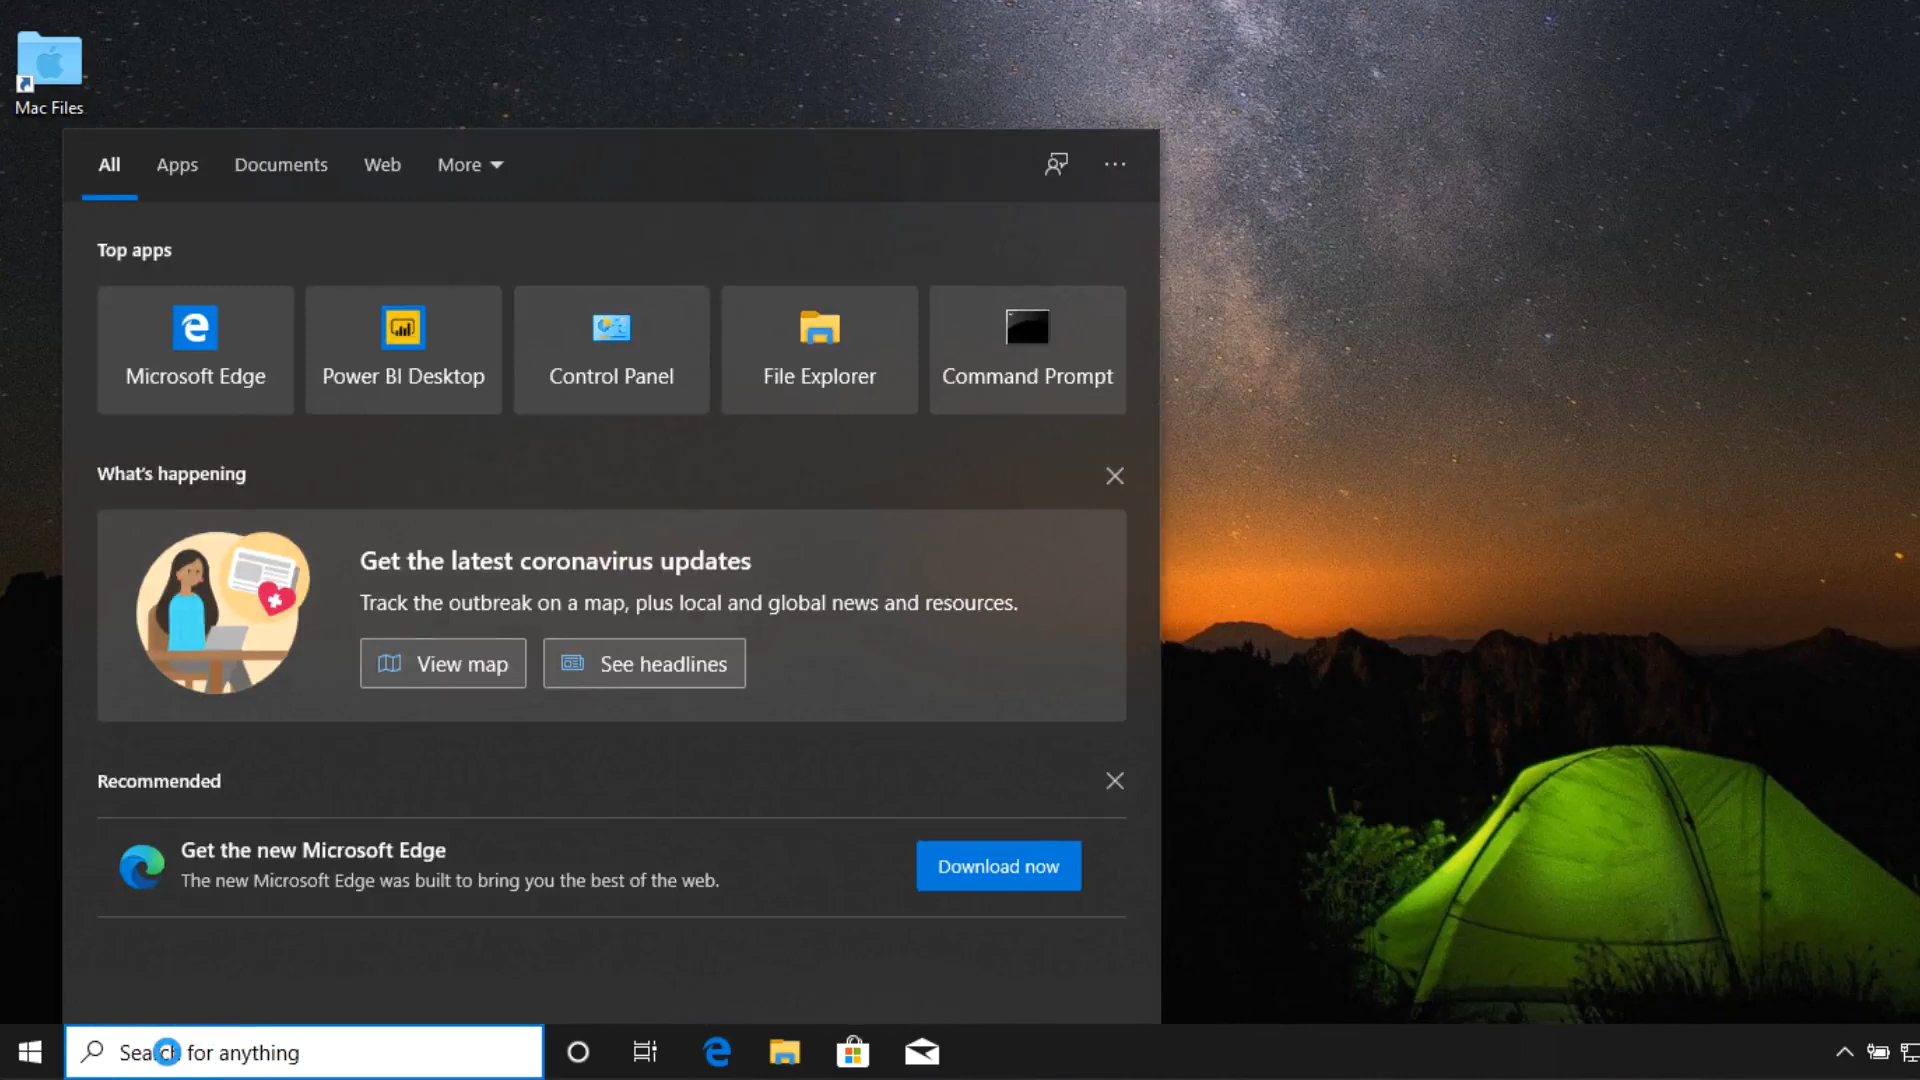 Mac Files
All Apps Documents Web More
Top apps
Microsoft Edge Power BI Desktop Control Panel File Explorer Command Prompt
What's happening
Get the latest coronavirus updates
Track the outbreak on a map, plus local and global news and resources.
View map See headlines
Recommended
Get the new Microsoft Edge
The new Microsoft Edge was built to bring you the best of the web.
Download now
Search for anything